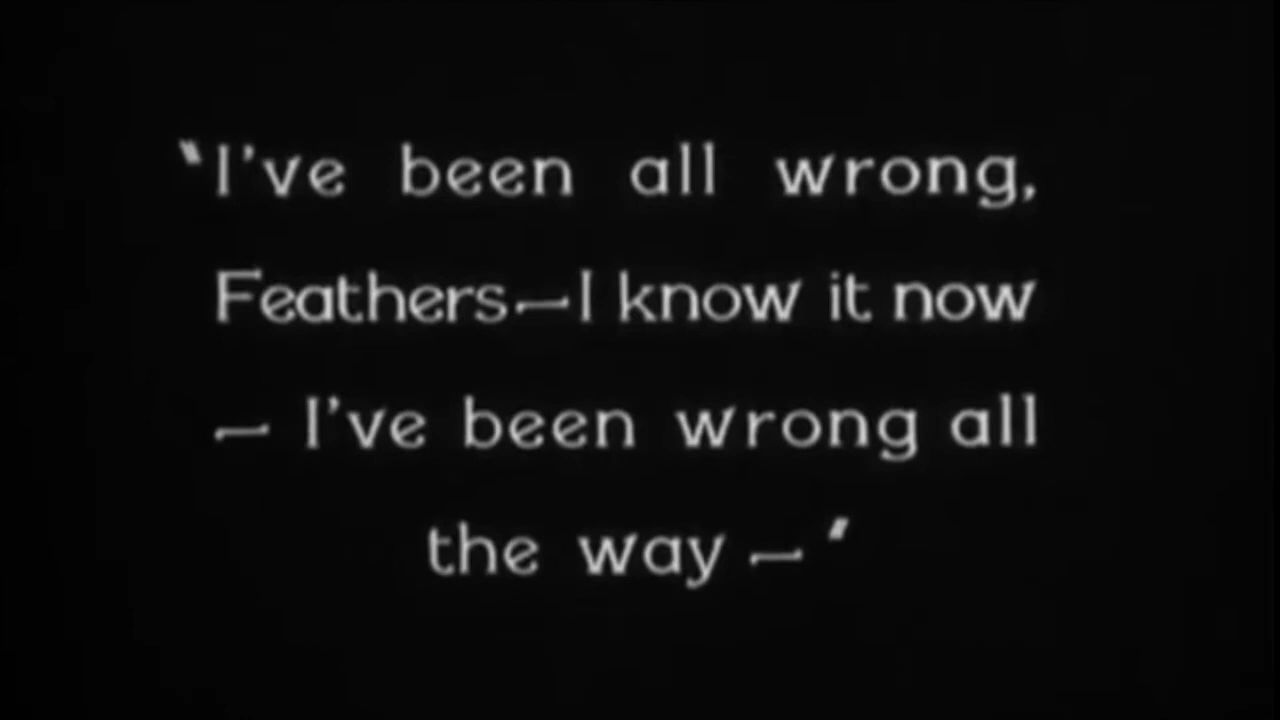 "I've been all wrong,
Feathers—I know it now
— I've been wrong all
the way —"